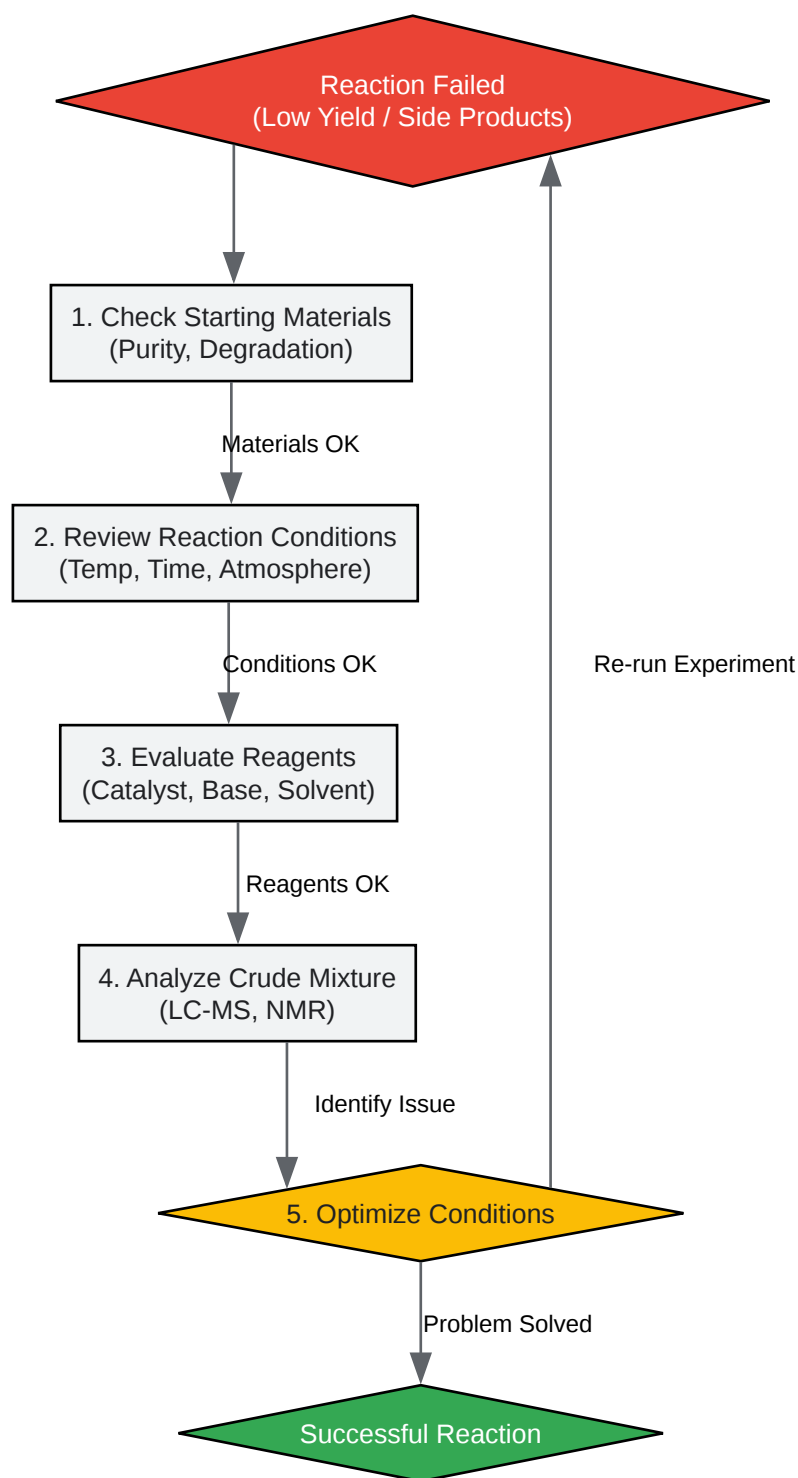 Reaction Failed
(Low Yield / Side Products)
1. Check Starting Materials
(Purity, Degradation)
Materials OK
2. Review Reaction Conditions
(Temp, Time, Atmosphere)
Conditions OK
Re-run Experiment
3. Evaluate Reagents
(Catalyst, Base, Solvent)
Reagents OK
4. Analyze Crude Mixture
(LC-MS, NMR)
Identify Issue
5. Optimize Conditions
Problem Solved
Successful Reaction